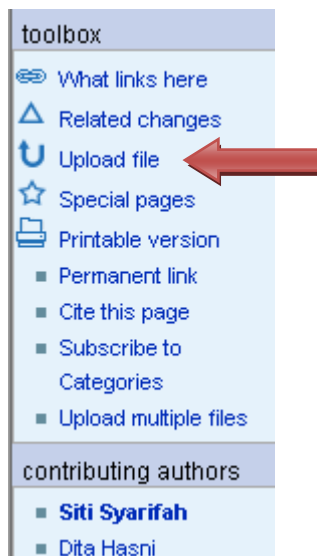 toolbox
What links here
Related changes
Upload file
Special pages
Printable version
Permanent link
Cite this page
Subscribe to
Categories
Upload multiple files
contributing authors
Siti Syarifah
Dita Hasni